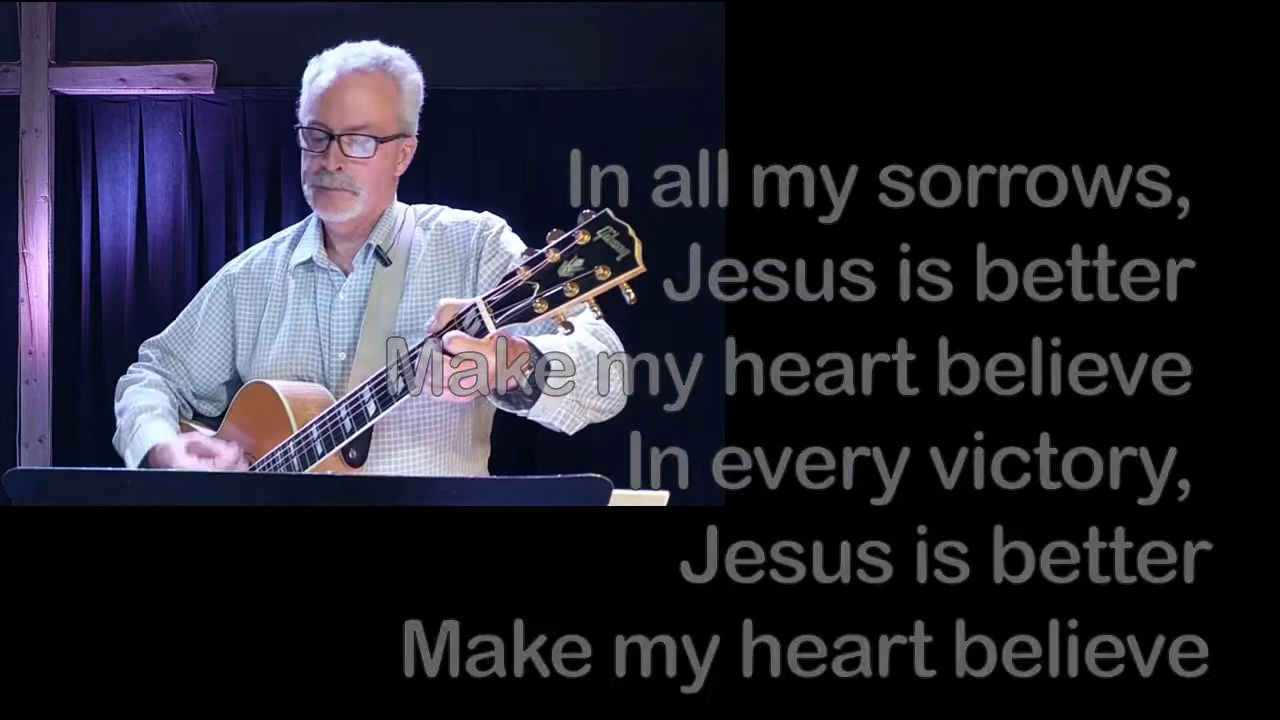 In all my sorrows,
Jesus is better
Make my heart believe
In every victory,
Jesus is better
Make my heart believe
Gibson